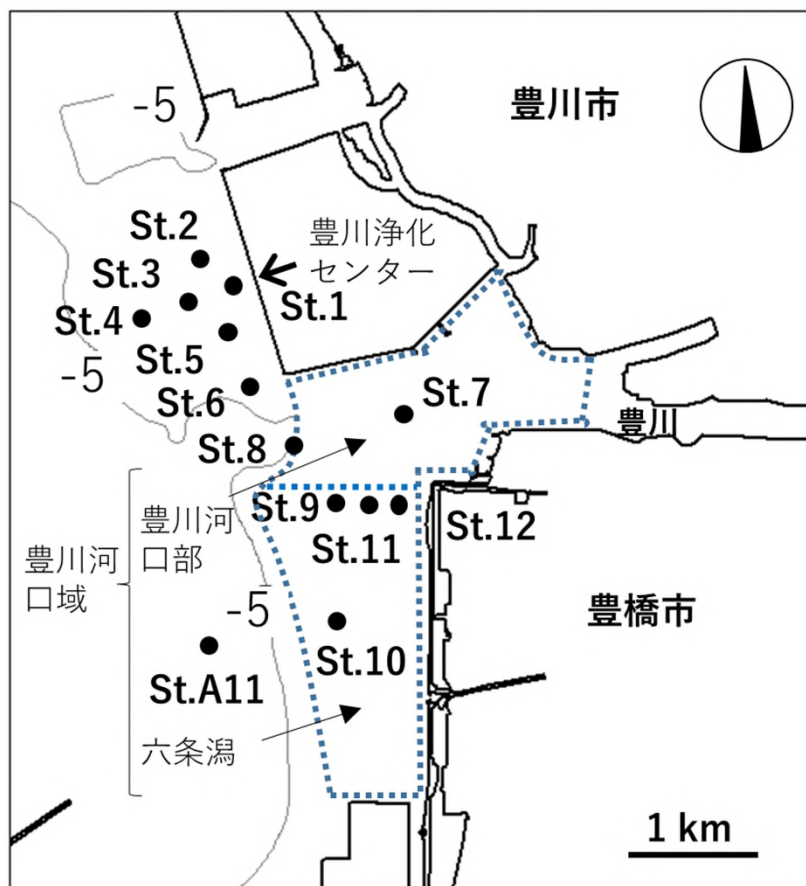 -5
豊川市
St.2
豊川浄化
センター
St.3
St.1
St.4
St.5
-5
St.6
St.7
豊川
St.8
St.9
St.11
St.12
豊川河
口部
豊川河
口域
-5
豊橋市
St.10
St.A11
六条潟
1 km